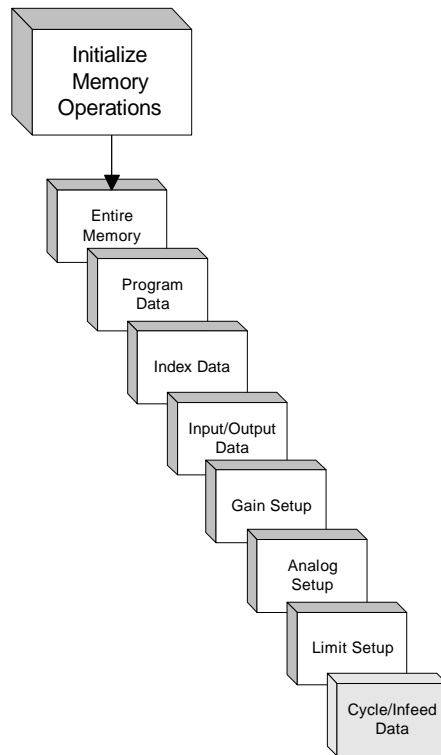 Initialize
Memory
Operations
Entire
Memory
Program
Data
Index Data
Input/Output
Data
Gain Setup
Analog
Setup
Limit Setup
Cycle/Infeed
Data